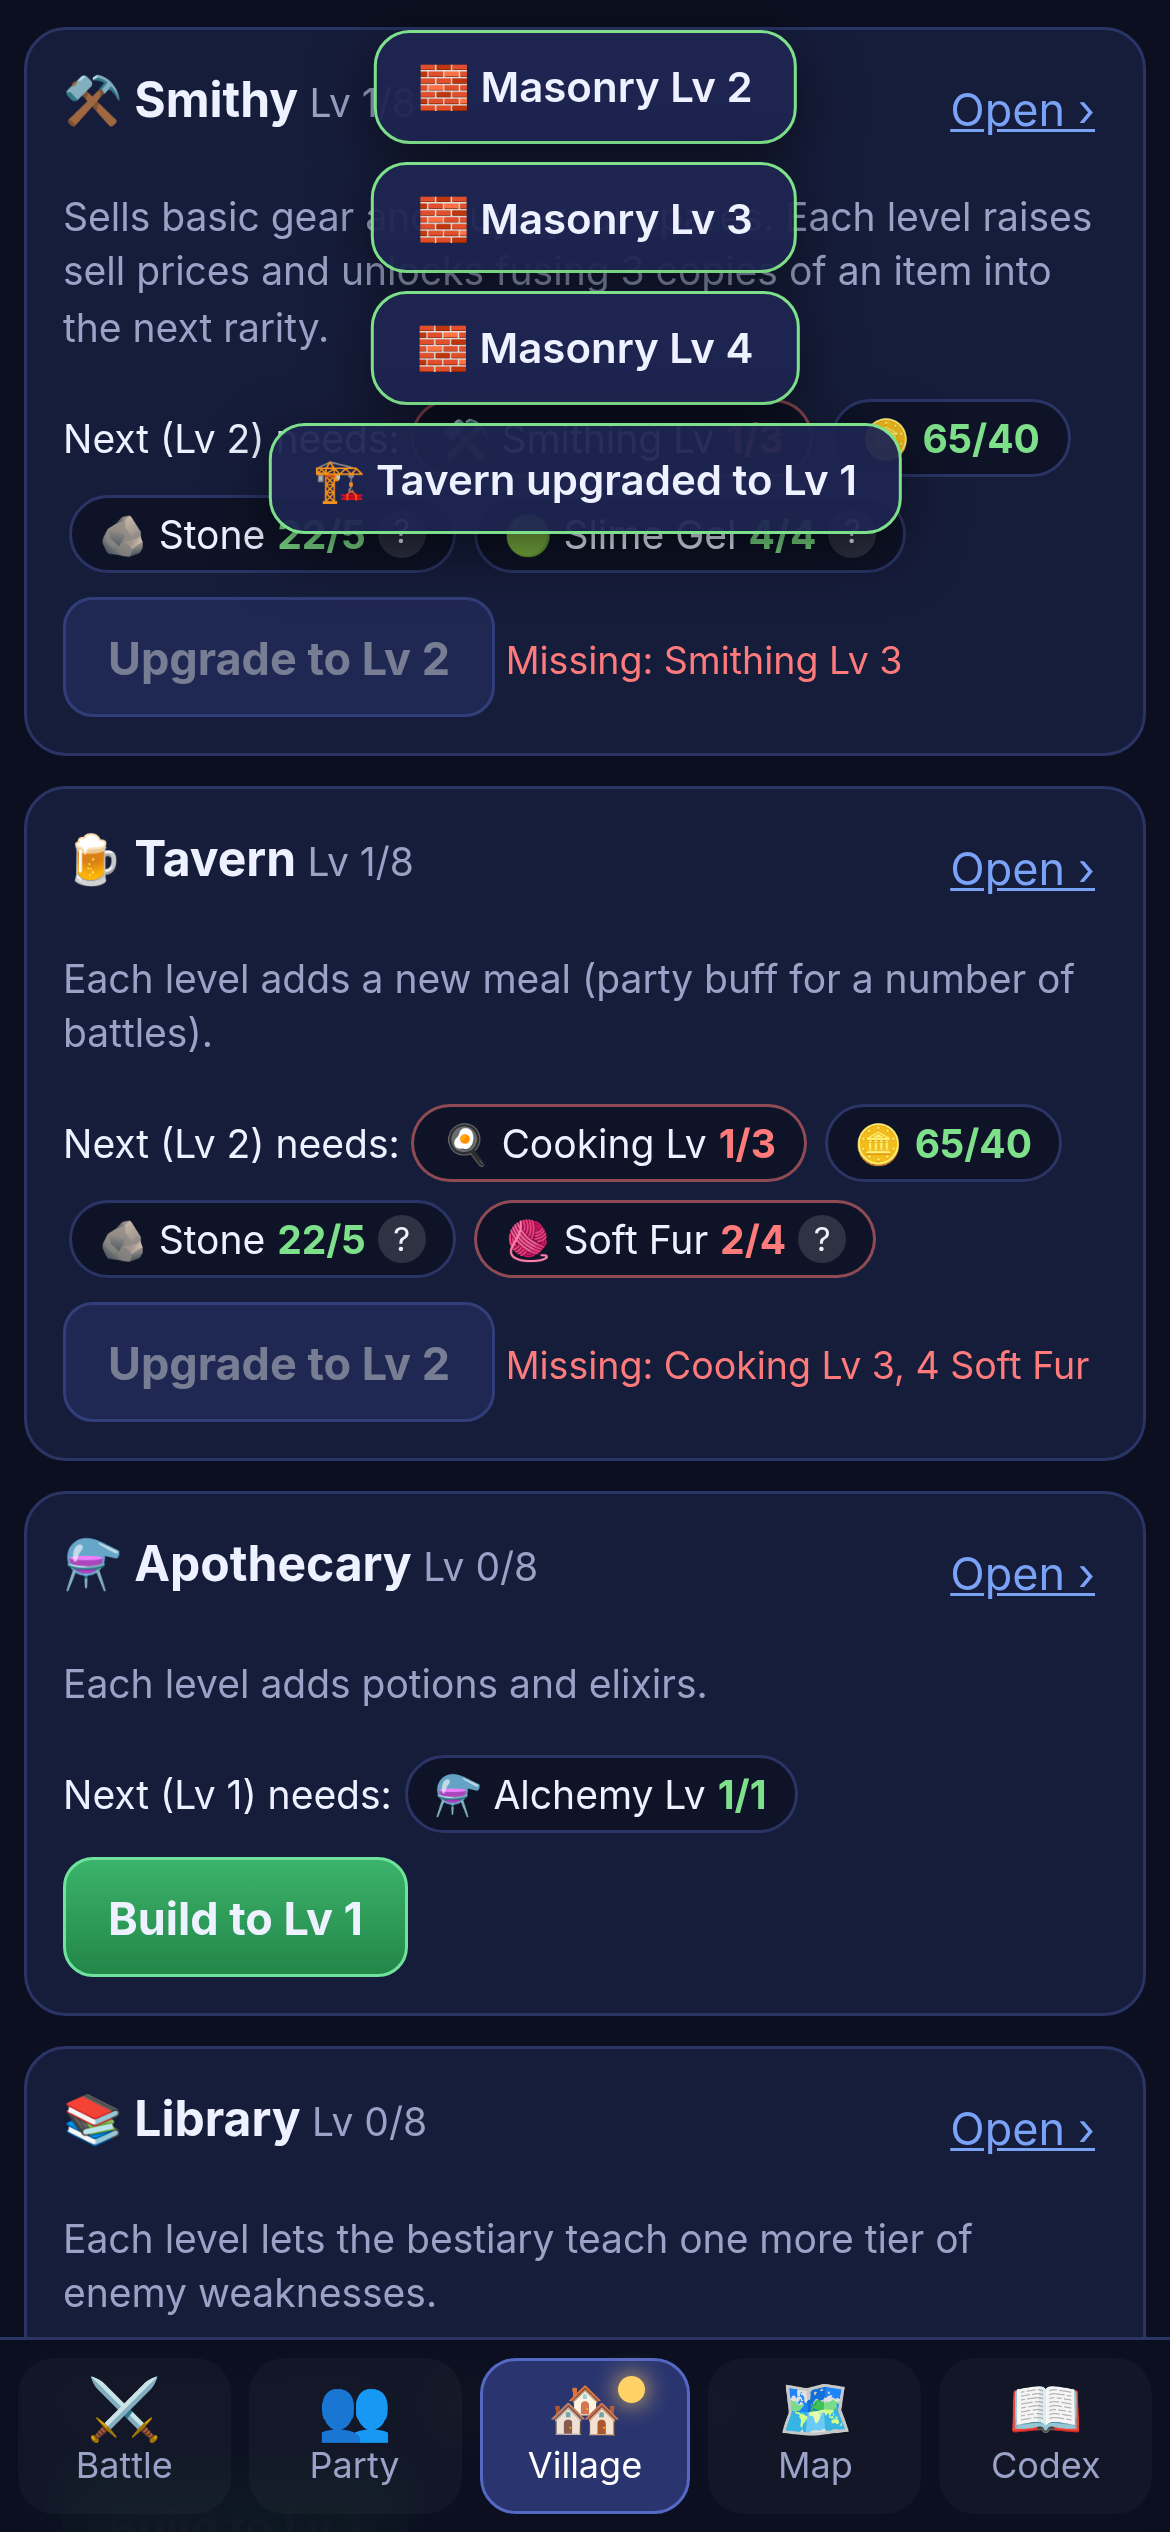 Masonry Lv 2
Smithy Lv 1/8
Open ›
Masonry Lv 3
Sells basic gear Each level raises
sell prices and unlocks fusing 3 copies of an item into
the next rarity.
Masonry Lv 4
Next (Lv 2) needs: Smithing Lv 1/3 65/40
Tavern upgraded to Lv 1
Stone 22/5 ? Slime Gel 4/4 ?
Upgrade to Lv 2 Missing: Smithing Lv 3
Tavern Lv 1/8
Open ›
Each level adds a new meal (party buff for a number of
battles).
Next (Lv 2) needs: Cooking Lv 1/3 65/40
Stone 22/5 ? Soft Fur 2/4 ?
Upgrade to Lv 2 Missing: Cooking Lv 3, 4 Soft Fur
Apothecary Lv 0/8
Open ›
Each level adds potions and elixirs.
Next (Lv 1) needs: Alchemy Lv 1/1
Build to Lv 1
Library Lv 0/8
Open ›
Each level lets the bestiary teach one more tier of
enemy weaknesses.
Battle Party Village Map Codex